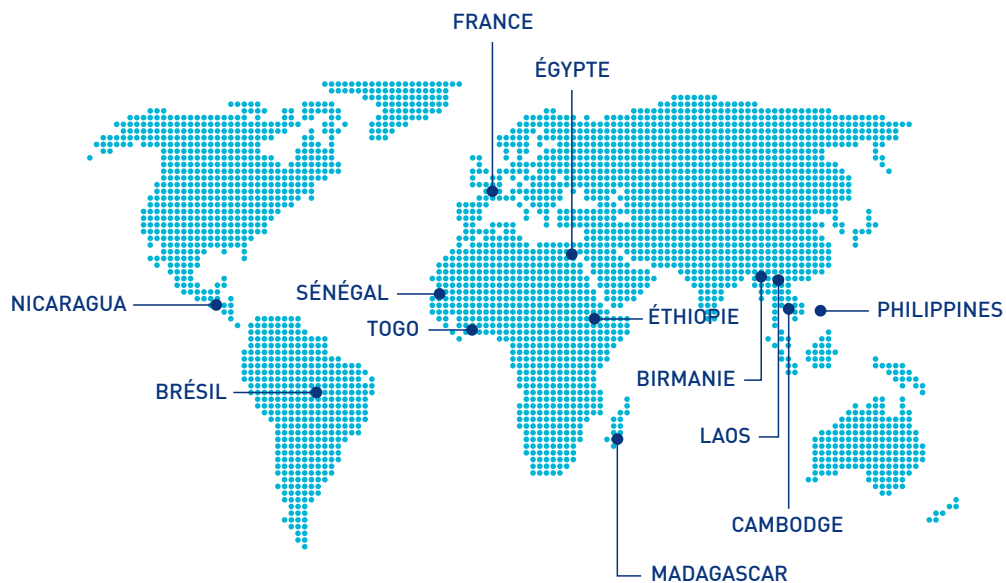 FRANCE
ÉGYPTE
NICARAGUA
SÉNÉGAL
TOGO
ÉTHIOPIE
PHILIPPINES
BRÉSIL
BIRMANIE
LAOS
CAMBODGE
MADAGASCAR